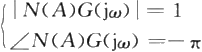 |N(A)G(jω)| = 1
∠N(A)G(jω) = −π